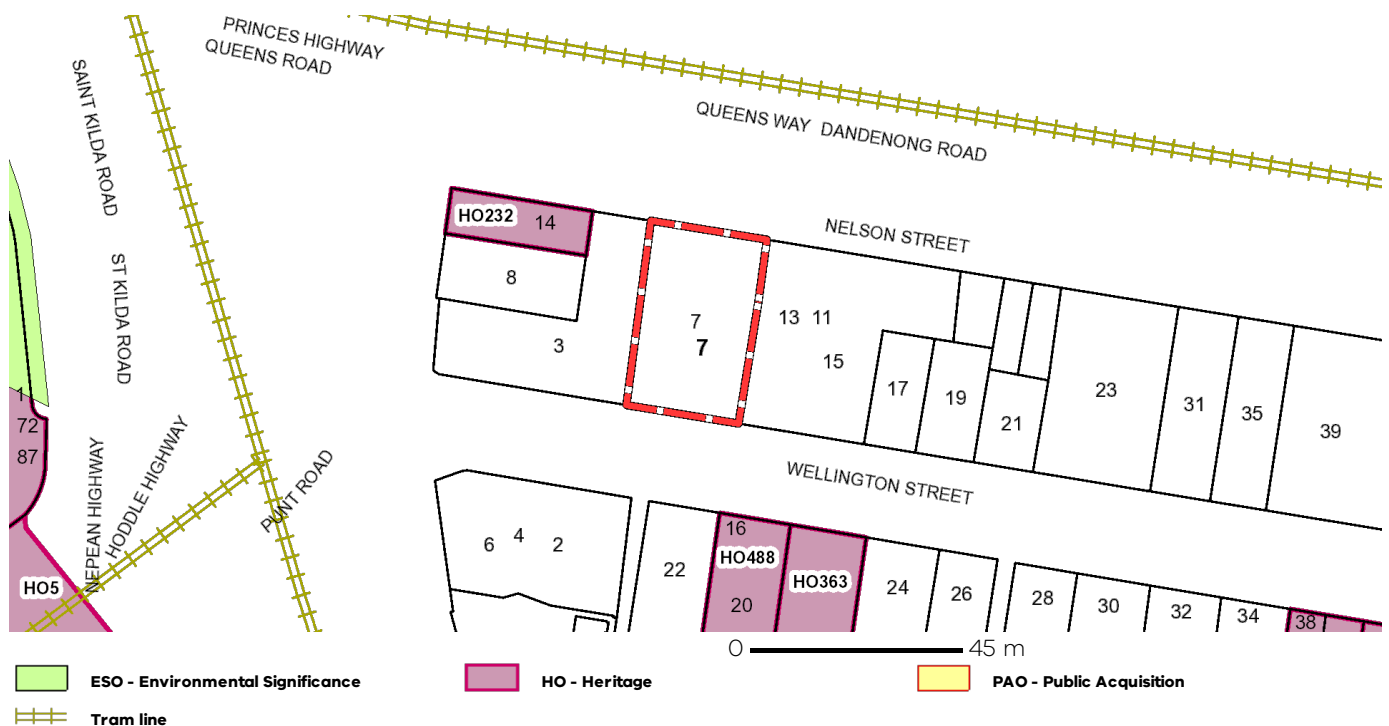 PRINCES HIGHWAY
QUEENS ROAD
SAINT KILDA ROAD
QUEENS WAY DANDENONG ROAD
HO232 14
NELSON STREET
8
ST KILDA ROAD
7
13 11
3
7
15
17
19
23
31
35
39
21
1
72
87
NEPEAN HIGHWAY
HODDLE HIGHWAY
PUNT ROAD
WELLINGTON STREET
6 4 2
22
16
HO488
20
HO363
24
26
28
30
32
34
38
HO5
0 45 m
ESO - Environmental Significance
HO - Heritage
PAO - Public Acquisition
Tram line